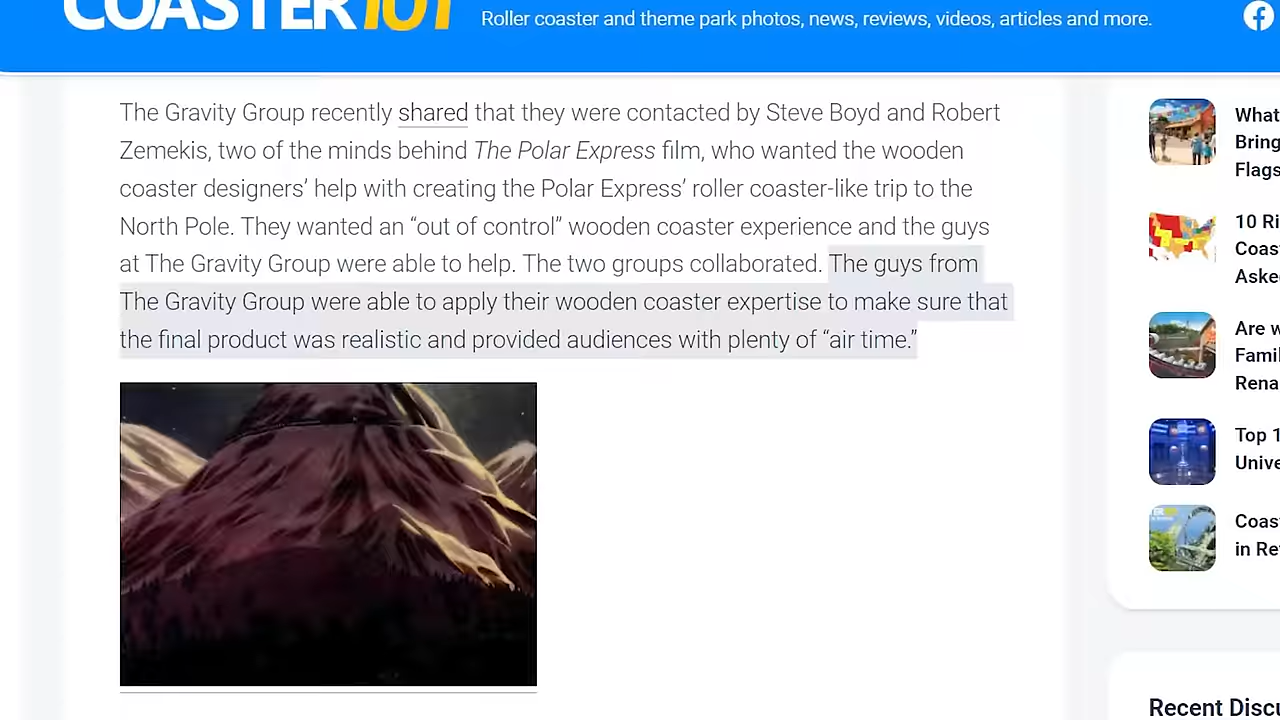 COASTER101
Roller coaster and theme park photos, news, reviews, videos, articles and more.
The Gravity Group recently shared that they were contacted by Steve Boyd and Robert
Zemekis, two of the minds behind The Polar Express film, who wanted the wooden
coaster designers’ help with creating the Polar Express’ roller coaster-like trip to the
North Pole. They wanted an “out of control” wooden coaster experience and the guys
at The Gravity Group were able to help. The two groups collaborated. The guys from
The Gravity Group were able to apply their wooden coaster expertise to make sure that
the final product was realistic and provided audiences with plenty of “air time.”
What
Bring
Flags
10 Ri
Coas
Aske
Are w
Fami
Rena
Top 1
Unive
Coas
in Re
Recent Discu